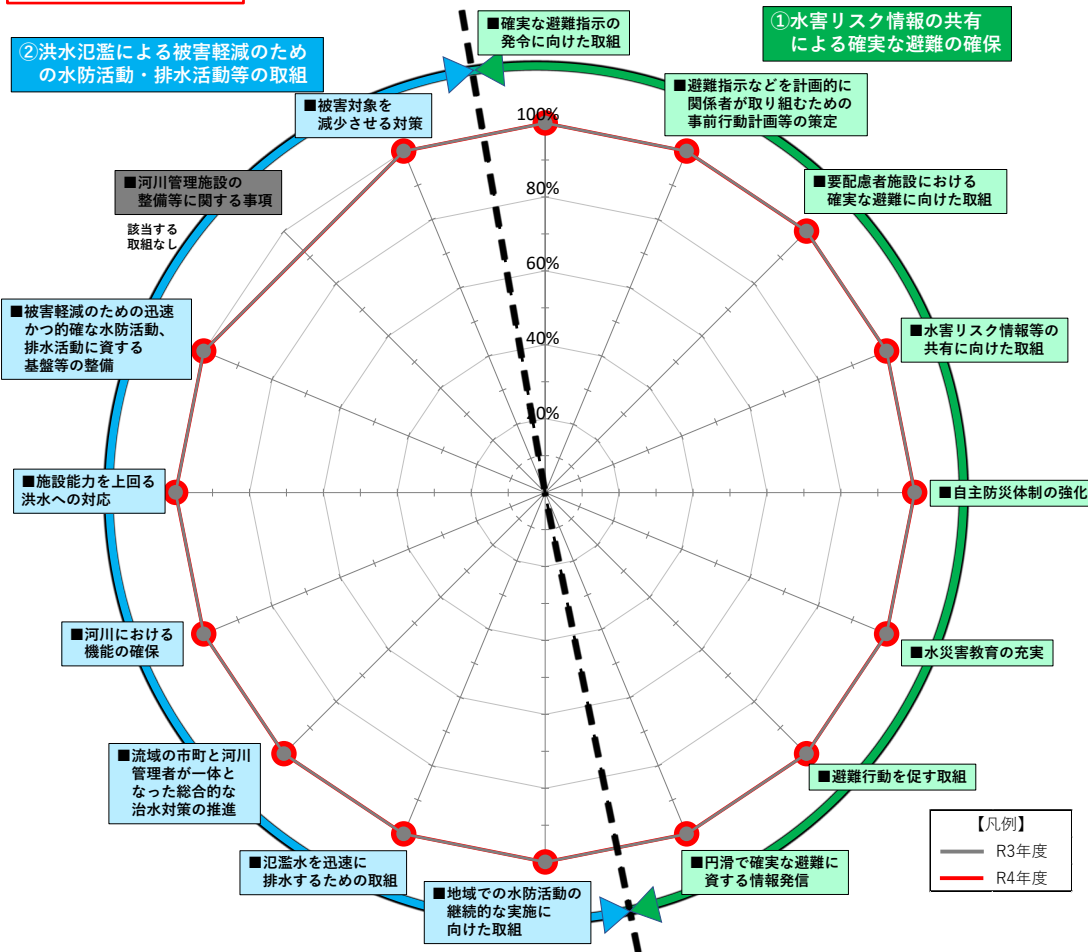 ①水害リスク情報の共有
による確実な避難の確保
②洪水氾濫による被害軽減のため
の水防活動・排水活動等の取組
■確実な避難指示の
発令に向けた取組
■避難指示などを計画的に
関係者が取り組むための
事前行動計画等の策定
■要配慮者施設における
確実な避難に向けた取組
■水害リスク情報等の
共有に向けた取組
■自主防災体制の強化
■水災害教育の充実
■避難行動を促す取組
■円滑で確実な避難に
資する情報発信
■地域での水防活動の
継続的な実施に
向けた取組
■氾濫水を迅速に
排水するための取組
■流域の市町と河川
管理者が一体と
なった総合的な
治水対策の推進
■河川における
機能の確保
■施設能力を上回る
洪水への対応
■被害軽減のための迅速
かつ的確な水防活動、
排水活動に資する
基盤等の整備
■河川管理施設の
整備等に関する事項
該当する
取組なし
■被害対象を
減少させる対策
100%
80%
60%
40%
20%
【凡例】
R3年度
R4年度